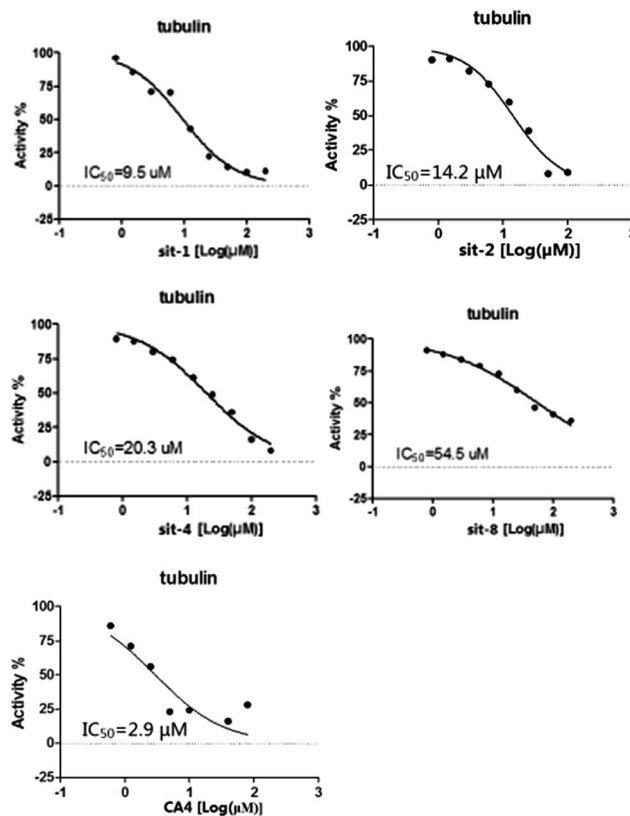 tubulin
100
75
50
25
0
-25
Activity %
IC50=9.5 uM
-1 0 1 2 3
sit-1 [Log(μM)]
tubulin
100
75
50
25
0
-25
Activity %
IC50=14.2 μM
-1 0 1 2 3
sit-2 [Log(μM)]
tubulin
100
75
50
25
0
-25
Activity %
IC50=20.3 uM
-1 0 1 2 3
sit-4 [Log(μM)]
tubulin
100
75
50
25
0
-25
Activity %
IC50=54.5 uM
-1 0 1 2 3
sit-8 [Log(μM)]
tubulin
100
75
50
25
0
-25
Activity %
IC50=2.9 μM
-1 0 1 2 3
CA4 [Log(μM)]